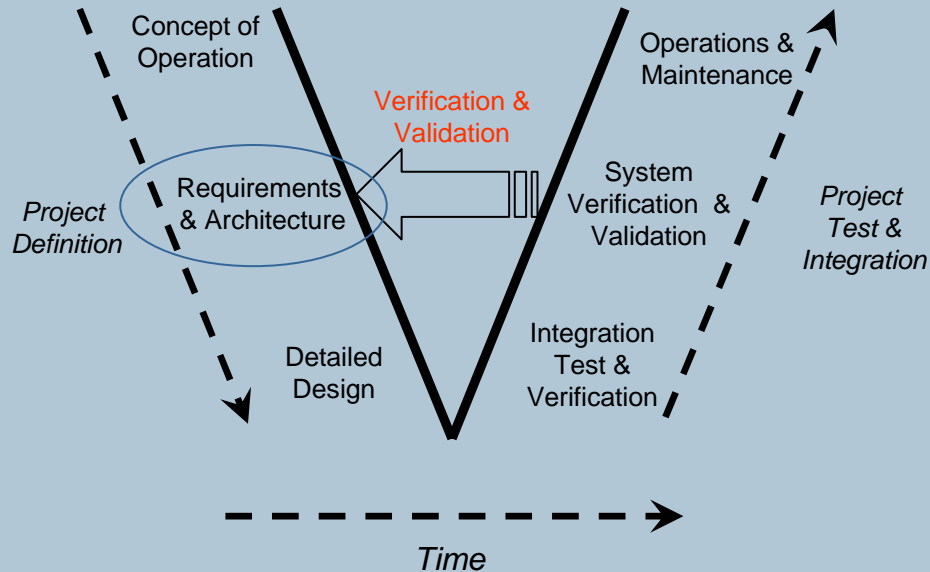 Concept of
Operation
Operations &
Maintenance
Verification &
Validation
Requirements
& Architecture
System
Verification &
Validation
Project
Definition
Project
Test &
Integration
Detailed
Design
Integration
Test &
Verification
Time